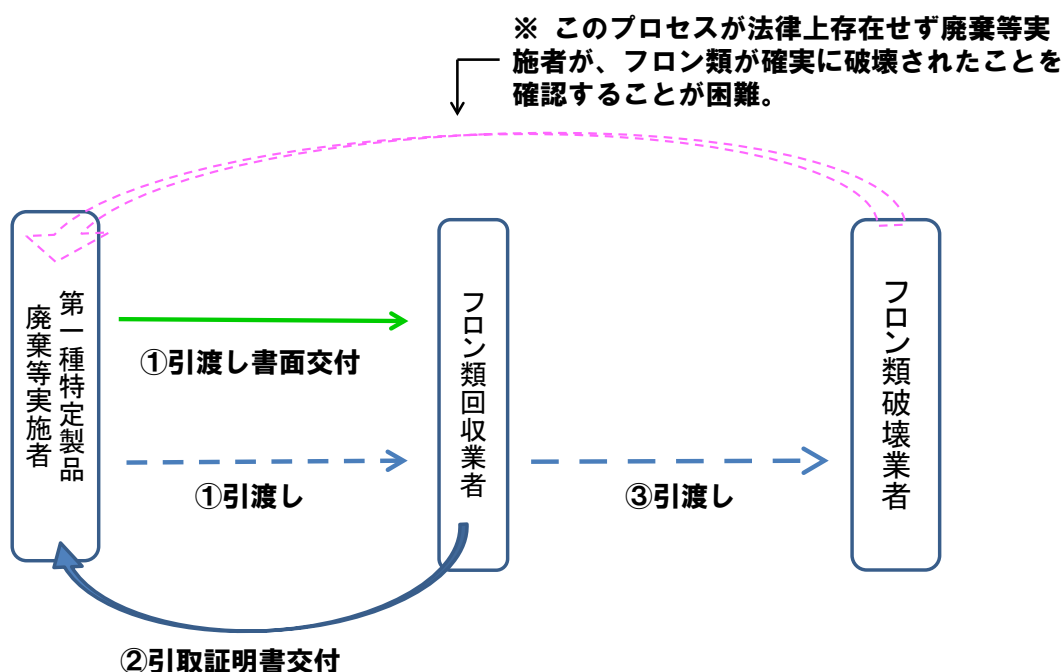 ※ このプロセスが法律上存在せず廃棄等実
施者が、フロン類が確実に破壊されたことを
確認することが困難。
第一種特定製品
廃棄等実施者
①引渡し書面交付
①引渡し
フロン類回収業者
③引渡し
フロン類破壊業者
②引取証明書交付